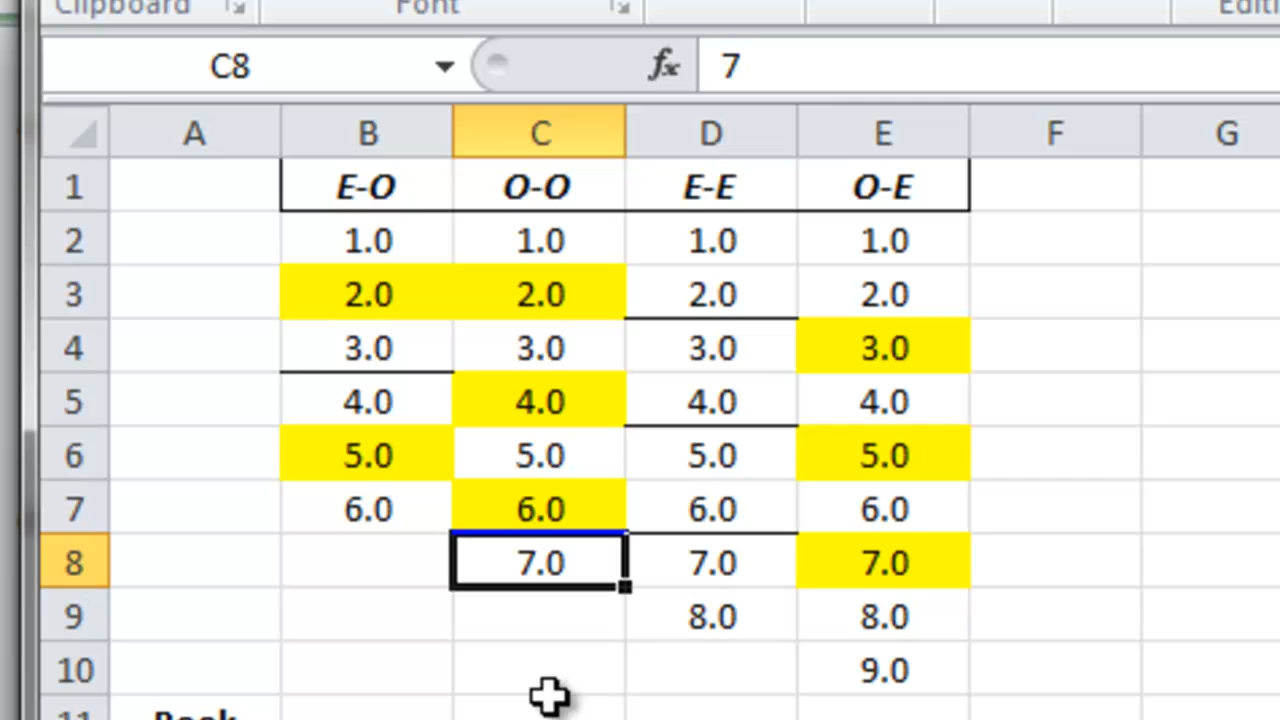 Clipboard Font
C8 fx 7
A B C D E F G
1 E-O O-O E-E O-E
2 1.0 1.0 1.0 1.0
3 2.0 2.0 2.0 2.0
4 3.0 3.0 3.0 3.0
5 4.0 4.0 4.0 4.0
6 5.0 5.0 5.0 5.0
7 6.0 6.0 6.0 6.0
8 7.0 7.0 7.0
9 8.0 8.0
10 9.0
11 Book